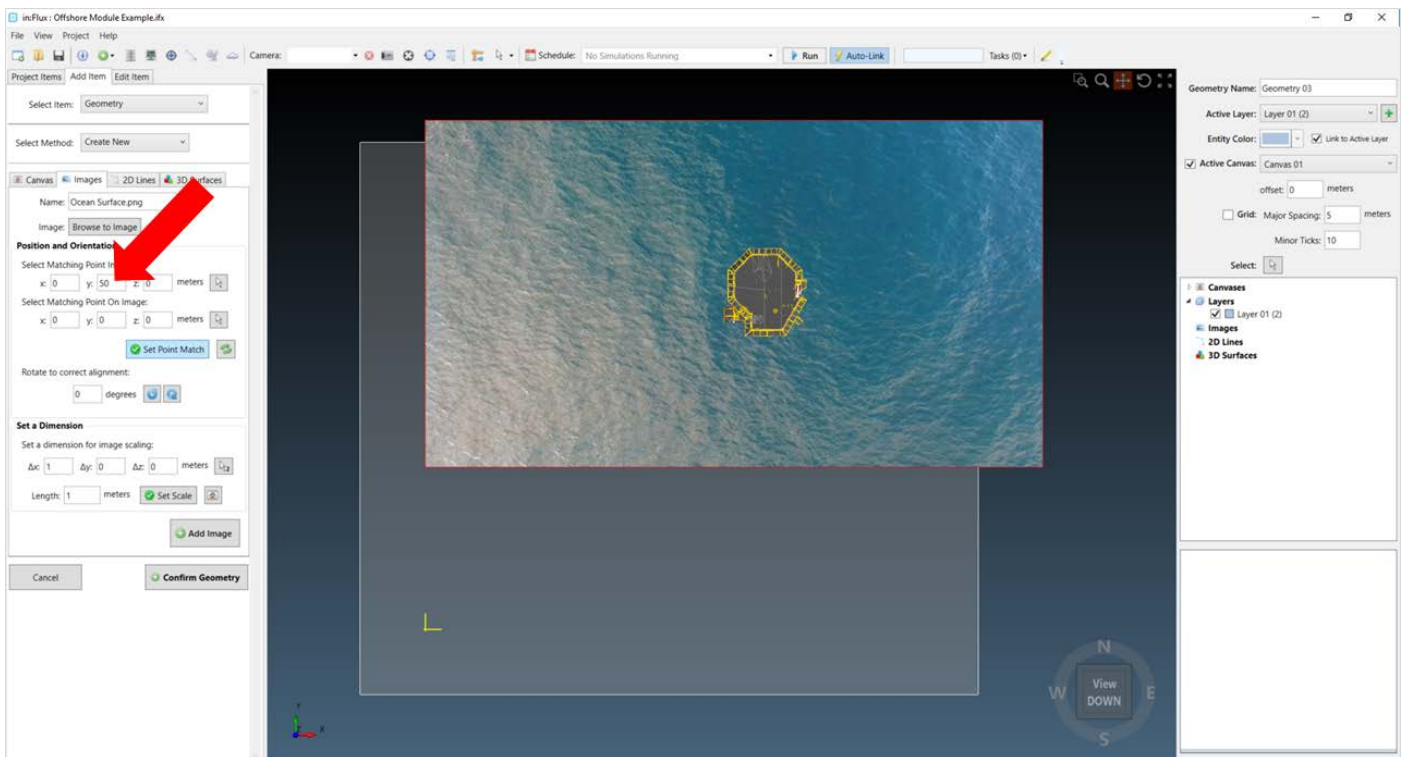 in:Flux : Offshore Module Example.ifx
File View Project Help
Camera: Schedule: No Simulations Running Run Auto-Link Tasks (0)
Project Items Add Item Edit Item
Select Item: Geometry
Select Method: Create New
Canvas Images 2D Lines 3D Surfaces
Name: Ocean Surface.png
Image: Browse to Image
Position and Orientation
Select Matching Point In
x: 0 y: 50 z: 0 meters
Select Matching Point On Image:
x: 0 y: 0 z: 0 meters
Set Point Match
Rotate to correct alignment:
0 degrees
Set a Dimension
Set a dimension for image scaling:
Δx: 1 Δy: 0 Δz: 0 meters
Length: 1 meters Set Scale
Add Image
Cancel Confirm Geometry
Y
Z X
N
W View E
DOWN
S
Geometry Name: Geometry 03
Active Layer: Layer 01 (2)
Entity Color: Link to Active Layer
Active Canvas: Canvas 01
offset: 0 meters
Grid: Major Spacing: 5 meters
Minor Ticks: 10
Select:
Canvases
Layers
Layer 01 (2)
Images
2D Lines
3D Surfaces